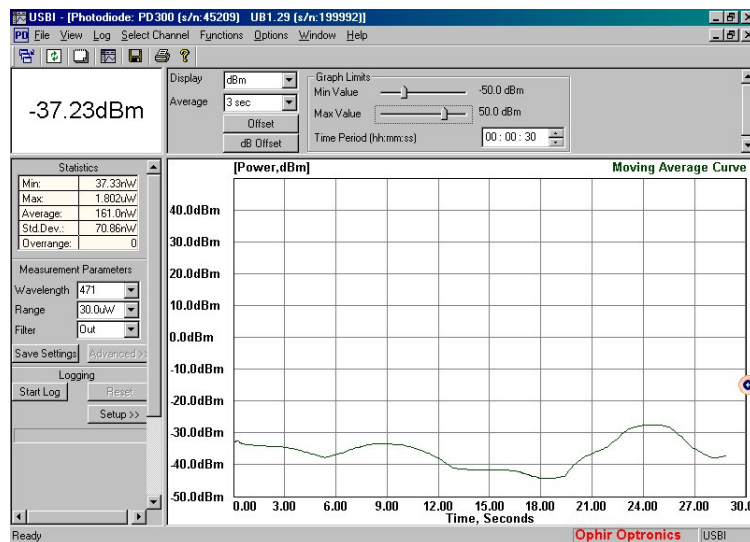 USBI - [Photodiode: PD300 (s/n:45209) UB1.29 (s/n:199992)]
PD File View Log Select Channel Functions Options Window Help
-37.23dBm
Display dBm
Average 3 sec
Offset
dB Offset
Graph Limits
Min Value -50.0 dBm
Max Value 50.0 dBm
Time Period (hh:mm:ss) 00:00:30
Statistics
Min: 37.33nW
Max: 1.802uW
Average: 161.0nW
Std.Dev.: 70.86nW
Overrange: 0
Measurement Parameters
Wavelength 471
Range 30.0uW
Filter Out
Save Settings Advanced >>
Logging
Start Log Reset
Setup >>
[Power,dBm] Moving Average Curve
40.0dBm
30.0dBm
20.0dBm
10.0dBm
0.0dBm
-10.0dBm
-20.0dBm
-30.0dBm
-40.0dBm
-50.0dBm
0.00 3.00 6.00 9.00 12.00 15.00 18.00 21.00 24.00 27.00 30.0
Time, Seconds
Ready Ophir Optronics USBI